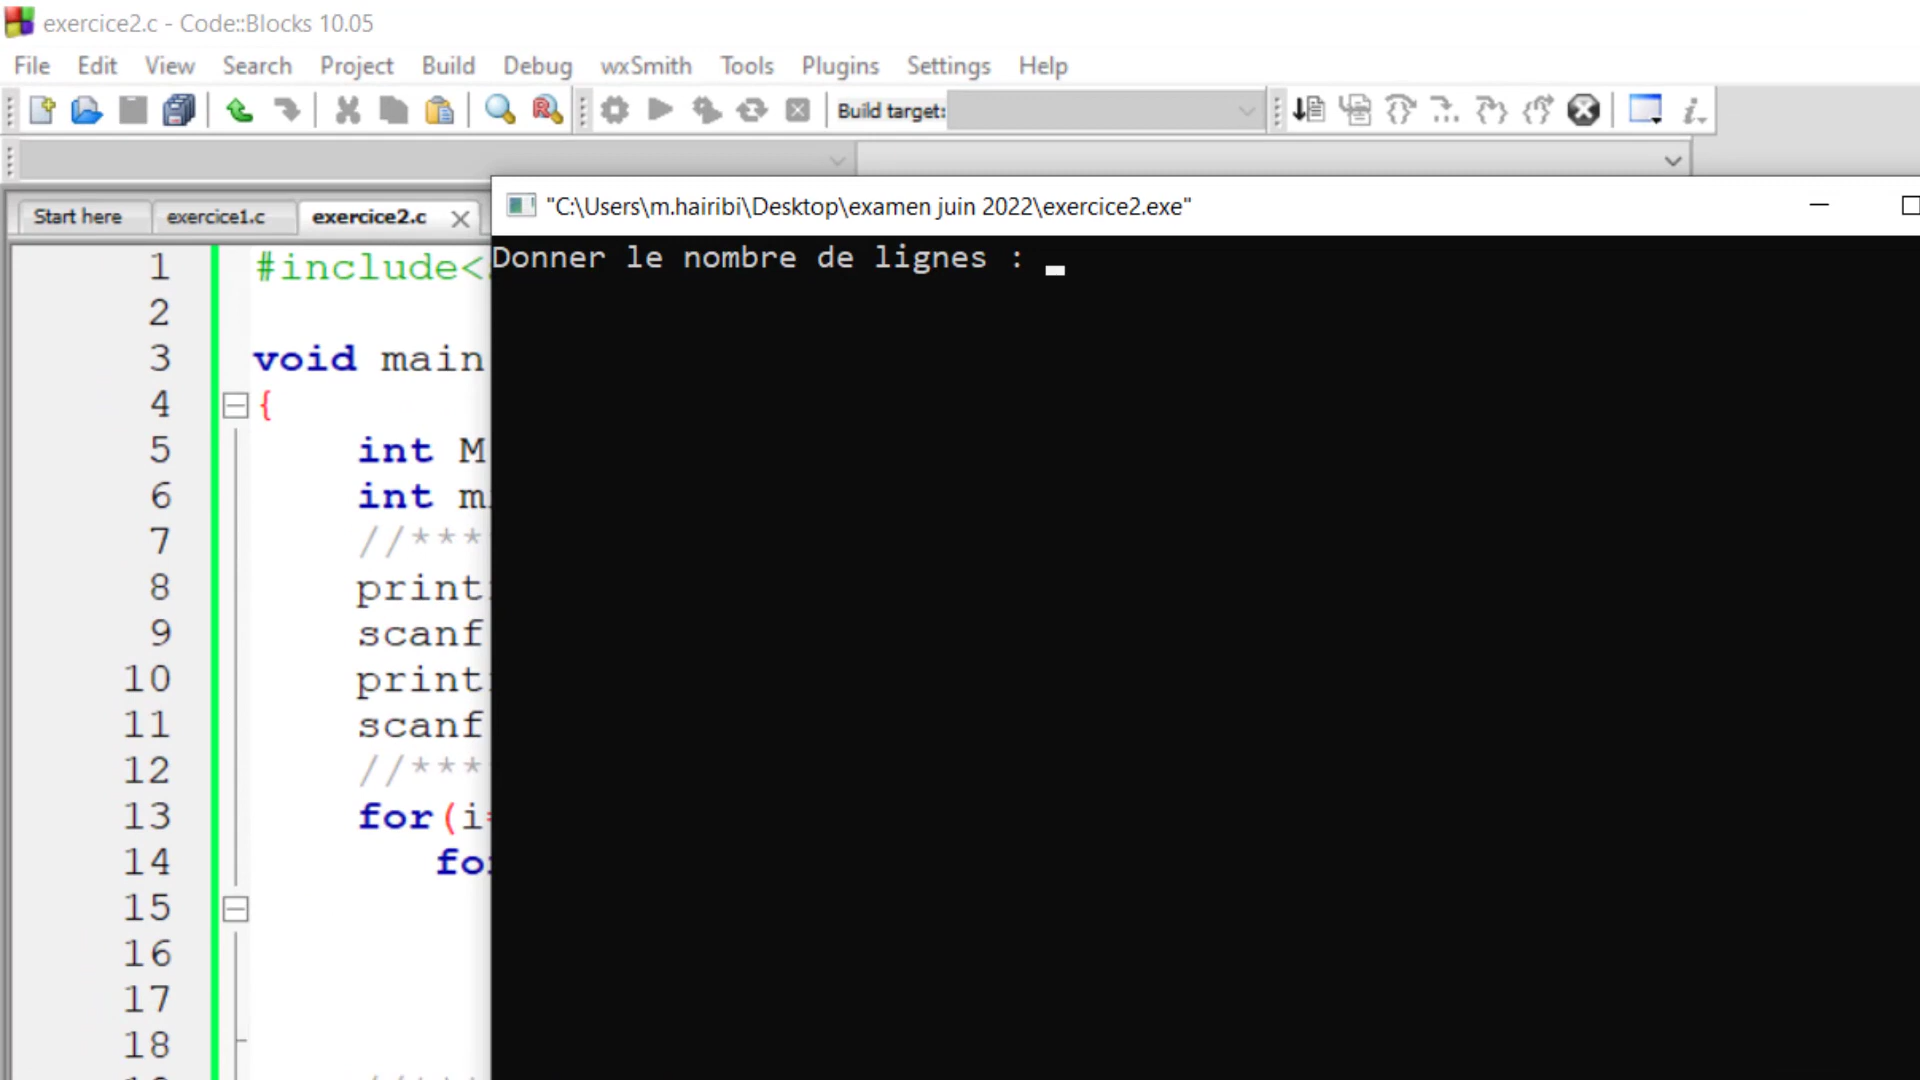 exercice2.c - Code::Blocks 10.05
File Edit View Search Project Build Debug wxSmith Tools Plugins Settings Help
Build target:
Start here exercice1.c exercice2.c
"C:\Users\m.hairibi\Desktop\examen juin 2022\exercice2.exe"
Donner le nombre de lignes :
1 #include<
2
3 void main
4 {
5 int M
6 int m
7 //****
8 print
9 scanf
10 print
11 scanf
12 //****
13 for(i
14 fo
15
16
17
18